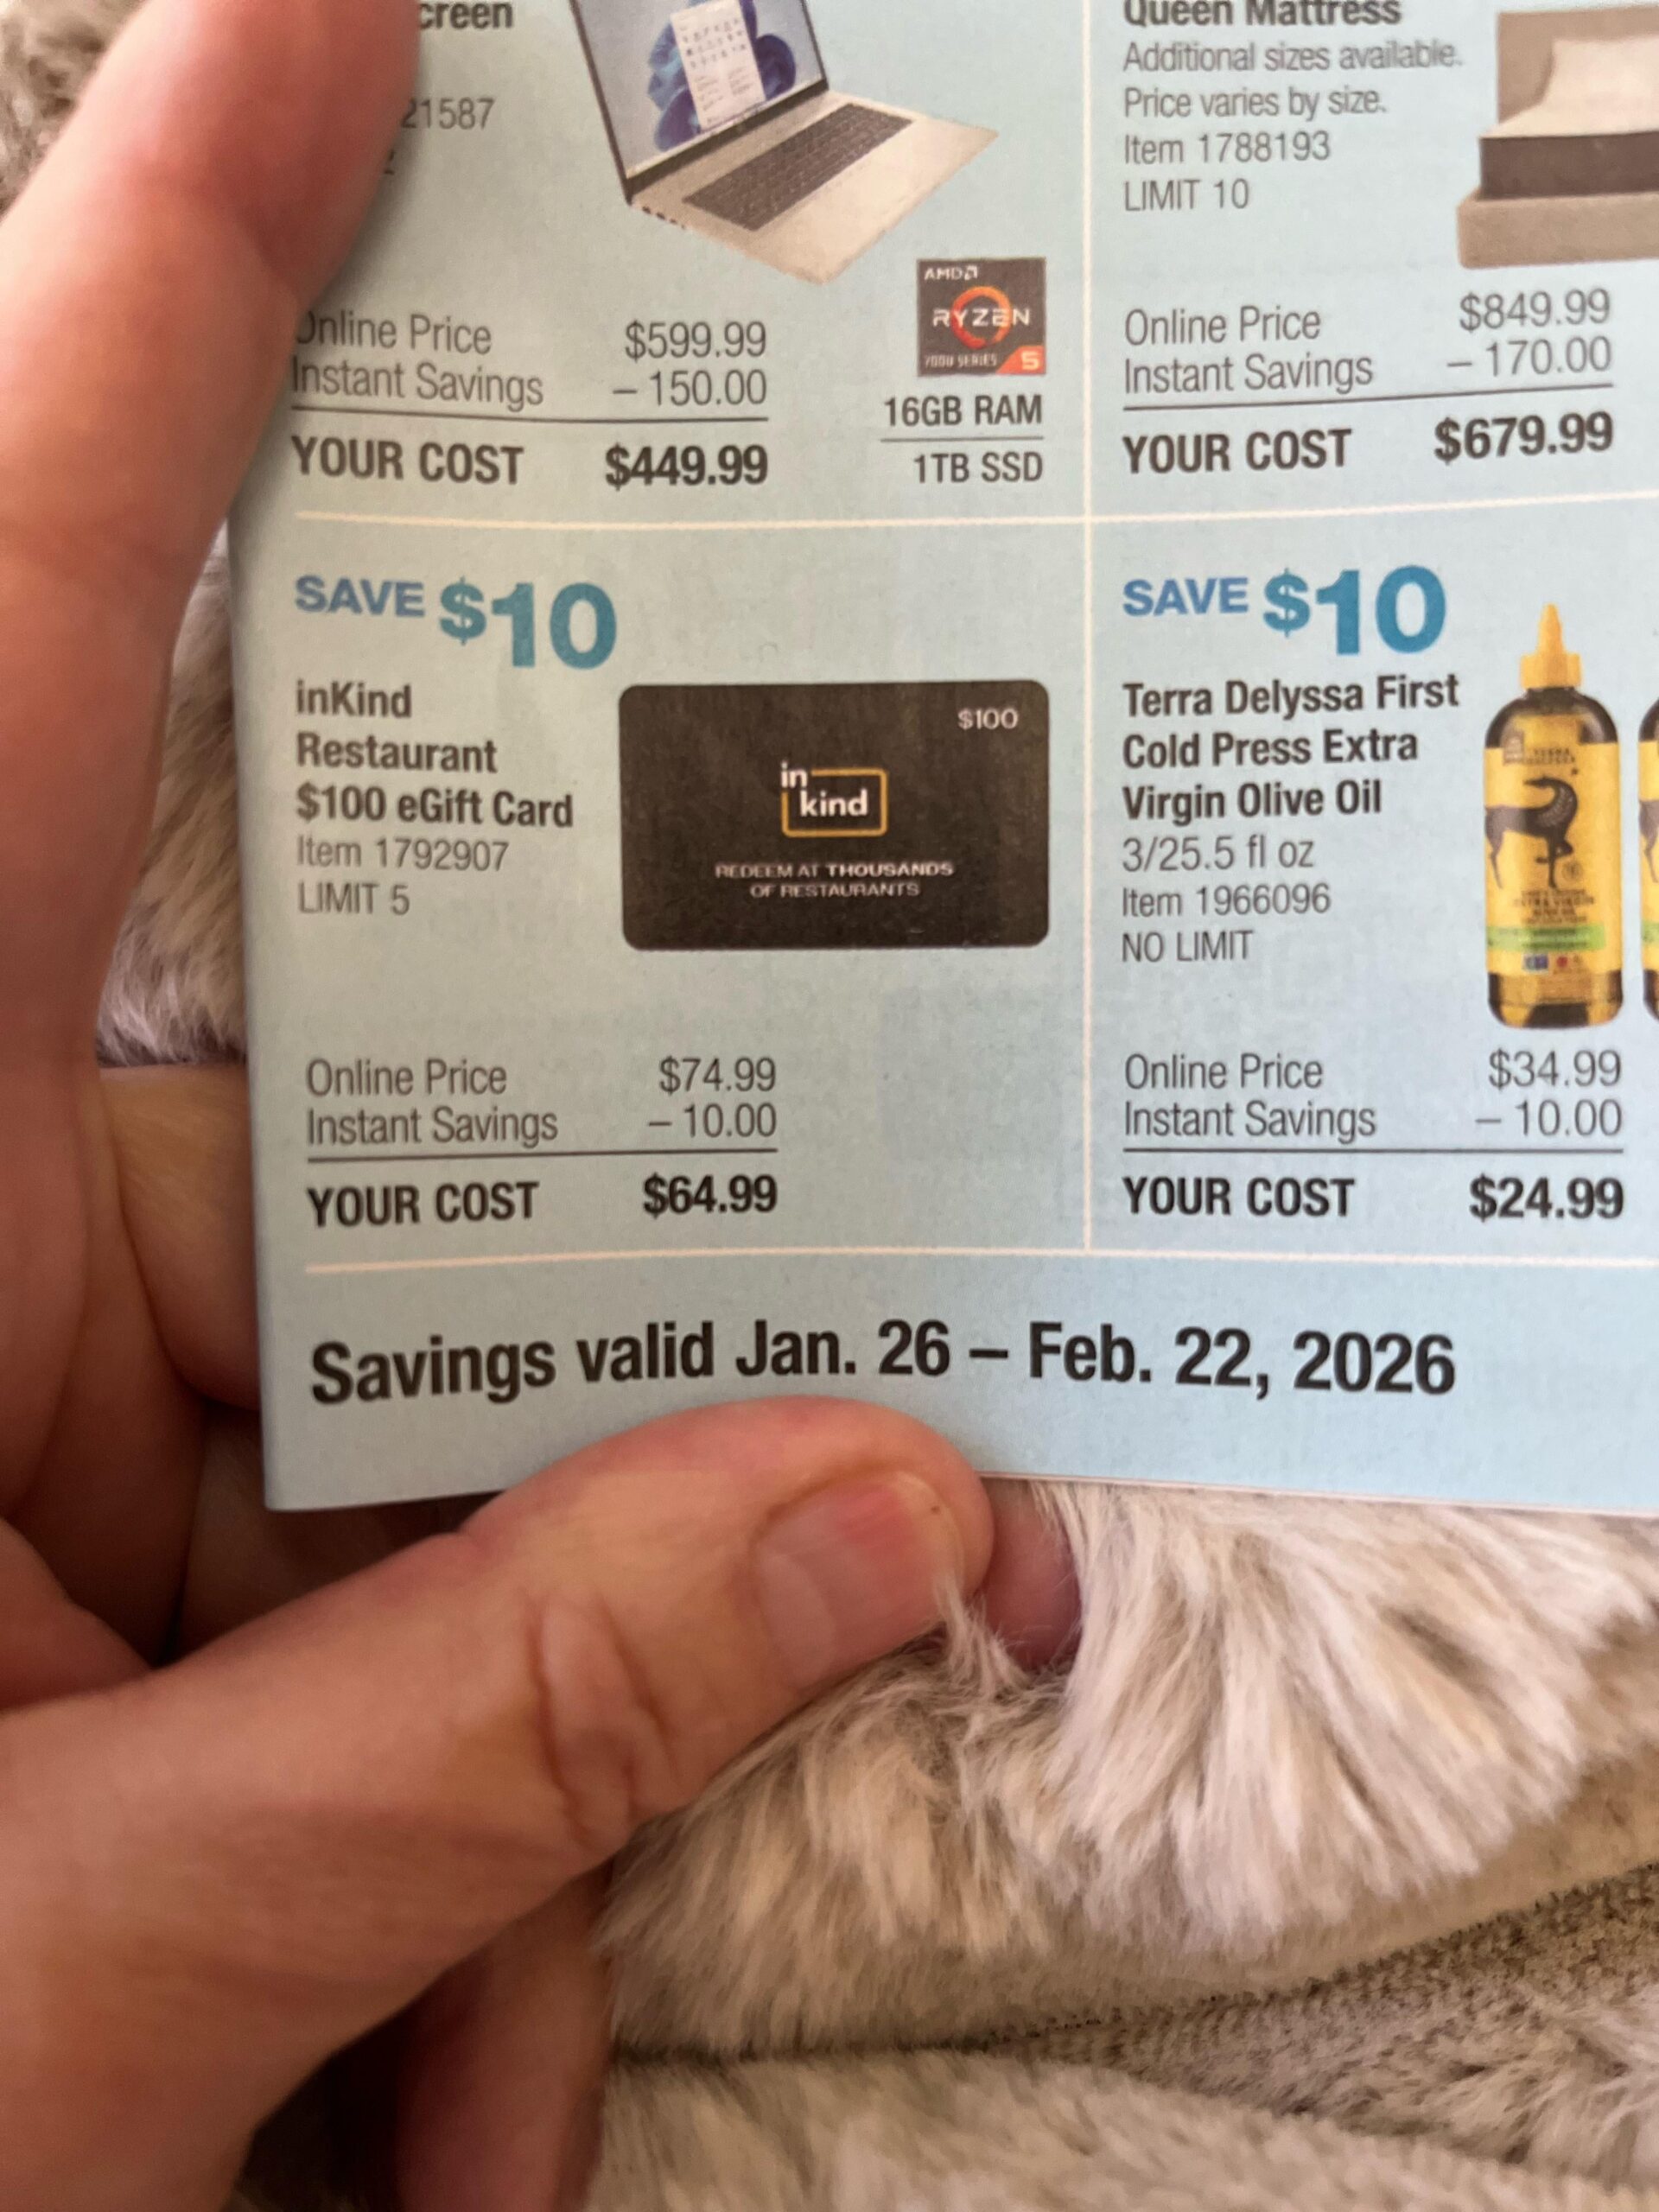 creen
21587
Online Price $599.99
Instant Savings – 150.00
YOUR COST $449.99
AMD
RYZEN
7000 SERIES 5
16GB RAM
1TB SSD
Queen Mattress
Additional sizes available.
Price varies by size.
Item 1788193
LIMIT 10
Online Price $849.99
Instant Savings – 170.00
YOUR COST $679.99
SAVE $10
inKind
Restaurant
$100 eGift Card
Item 1792907
LIMIT 5
$100
in
kind
REDEEM AT THOUSANDS
OF RESTAURANTS
Online Price $74.99
Instant Savings – 10.00
YOUR COST $64.99
SAVE $10
Terra Delyssa First
Cold Press Extra
Virgin Olive Oil
3/25.5 fl oz
Item 1966096
NO LIMIT
Online Price $34.99
Instant Savings – 10.00
YOUR COST $24.99
Savings valid Jan. 26 – Feb. 22, 2026